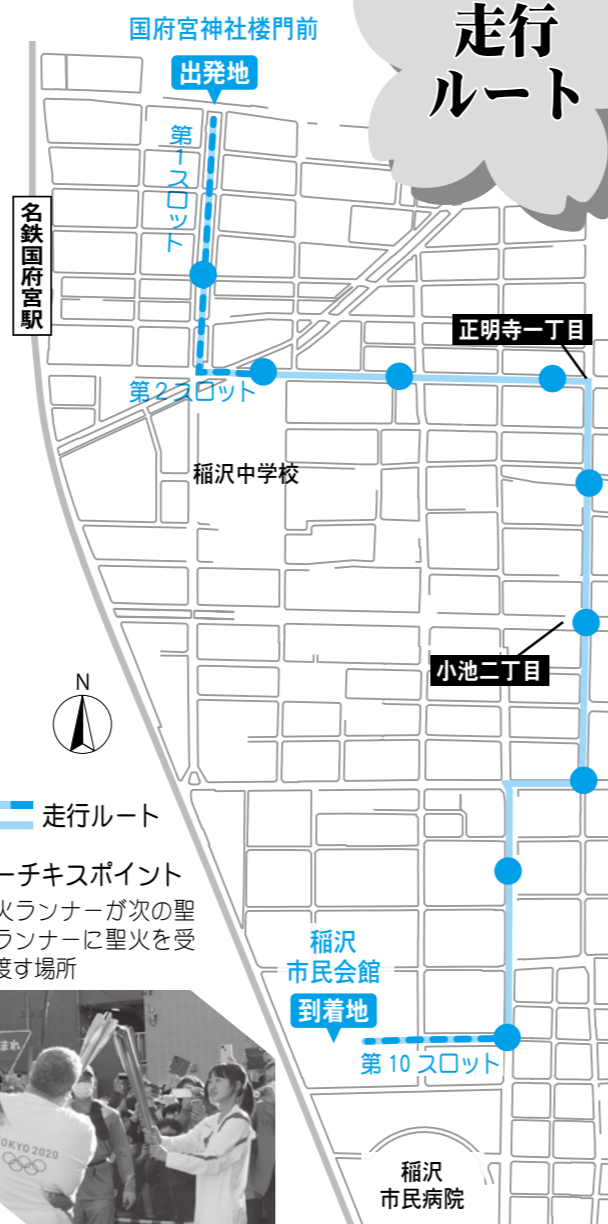 走行
ルート
国府宮神社楼門前
出発地
第1スロット
名鉄国府宮駅
正明寺一丁目
第2スロット
稲沢中学校
小池二丁目
N
走行ルート
ーチキスポイント
火ランナーが次の聖
ランナーに聖火を受
渡す場所
稲沢
市民会館
到着地
第10スロット
稲沢
市民病院
まれ
TOKYO 2020